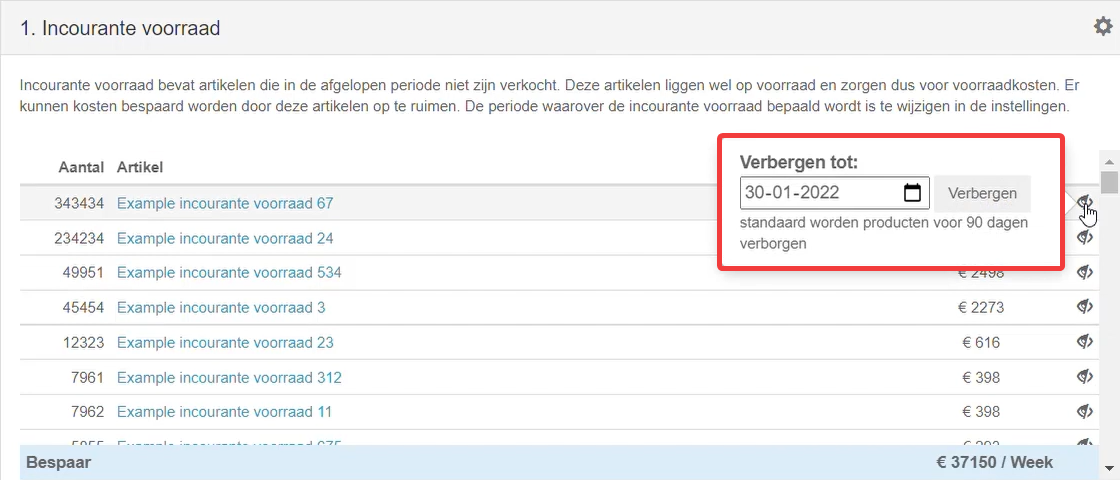 1. Incourante voorraad
Incourante voorraad bevat artikelen die in de afgelopen periode niet zijn verkocht. Deze artikelen liggen wel op voorraad en zorgen dus voor voorraadkosten. Er
kunnen kosten bespaard worden door deze artikelen op te ruimen. De periode waarover de incourante voorraad bepaald wordt is te wijzigen in de instellingen.
Aantal Artikel
Verbergen tot:
30-01-2022 Verbergen
standaard worden producten voor 90 dagen
verborgen
343434 Example incourante voorraad 67
234234 Example incourante voorraad 24
49951 Example incourante voorraad 534 € 2498
45454 Example incourante voorraad 3 € 2273
12323 Example incourante voorraad 23 € 616
7961 Example incourante voorraad 312 € 398
7962 Example incourante voorraad 11 € 398
Example incourante voorraad
Bespaar € 37150 / Week